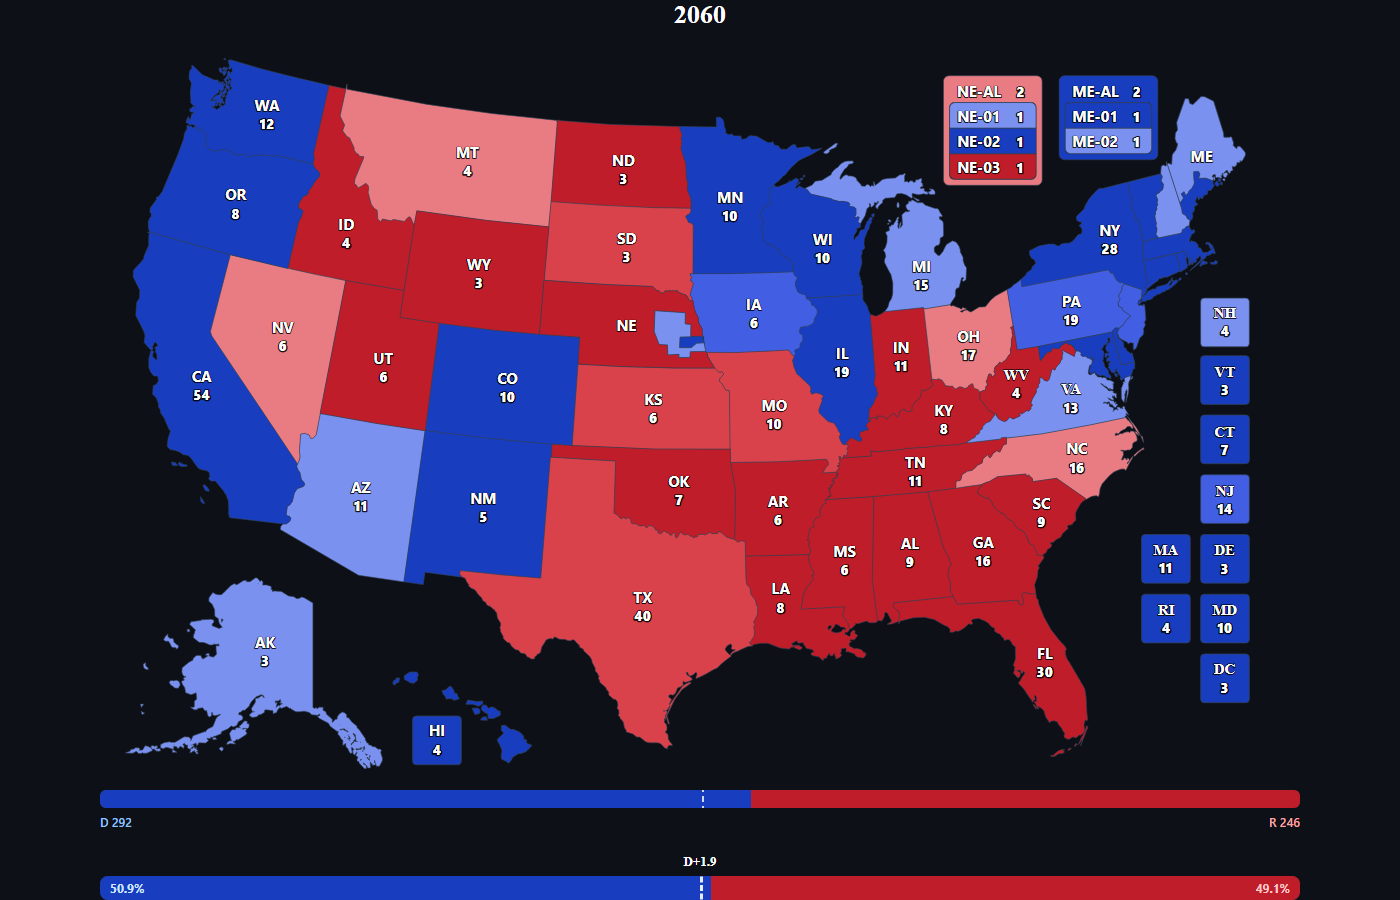 2060
WA
12
OR
8
CA
54
NV
6
ID
4
MT
4
WY
3
UT
6
AZ
11
CO
10
NM
5
ND
3
SD
3
NE
KS
6
OK
7
TX
40
MN
10
IA
6
MO
10
AR
6
LA
8
WI
10
IL
19
MI
15
IN
11
OH
17
KY
8
TN
11
MS
6
AL
9
GA
16
FL
30
SC
9
NC
16
VA
13
WV
4
PA
19
NY
28
ME
AK
3
HI
4
NE-AL 2
NE-01 1
NE-02 1
NE-03 1
ME-AL 2
ME-01 1
ME-02 1
NH
4
VT
3
CT
7
NJ
14
MA
11
DE
3
RI
4
MD
10
DC
3
D 292
R 246
D+1.9
50.9%
49.1%